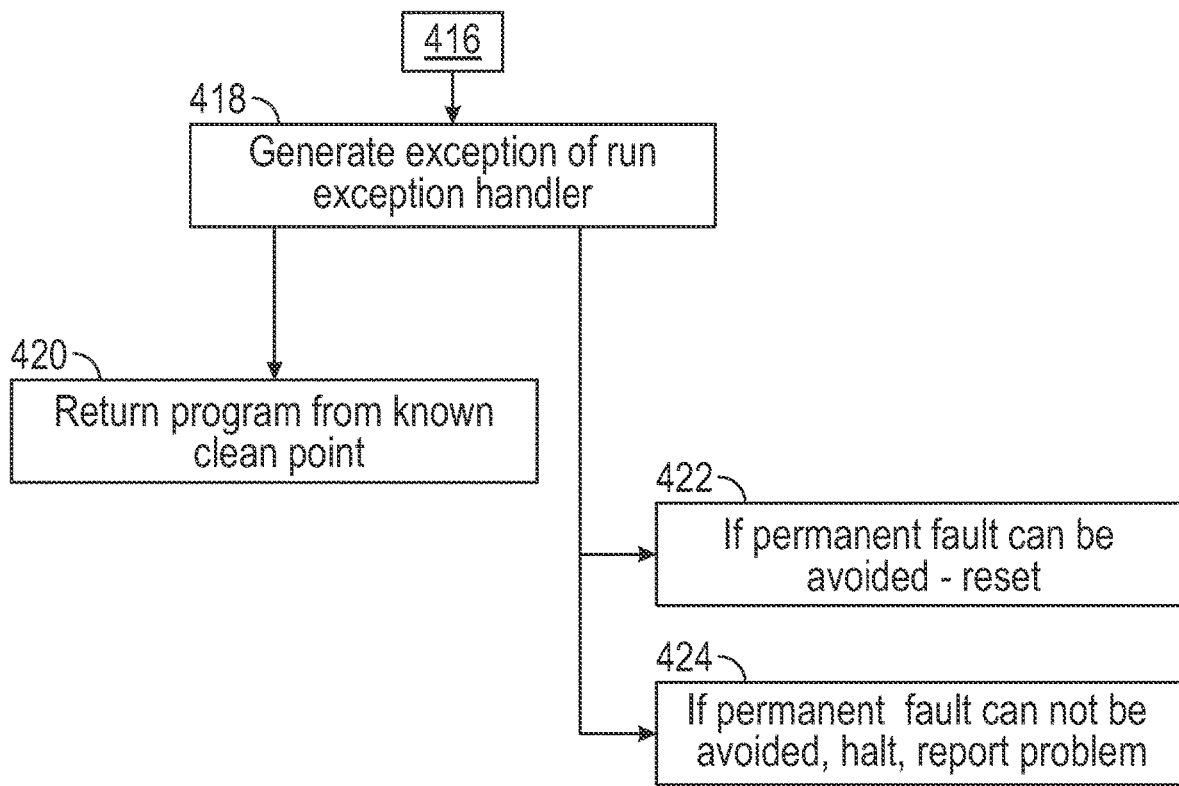 416
418
Generate exception of run
exception handler
420
Return program from known
clean point
422
If permanent fault can be
avoided - reset
424
If permanent fault can not be
avoided, halt, report problem